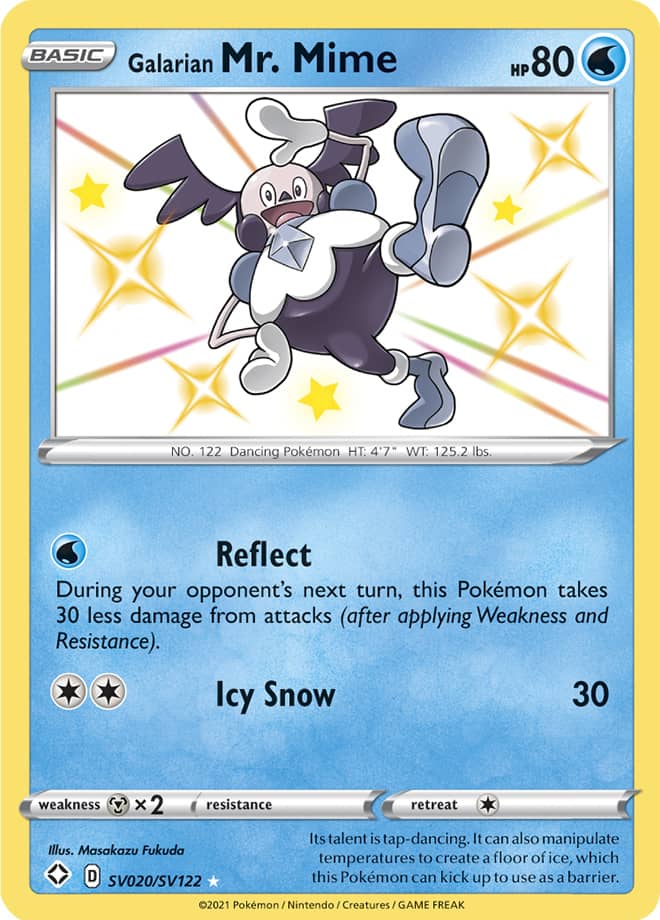 BASIC
Galarian Mr. Mime
HP80
NO. 122 Dancing Pokémon HT: 4'7" WT: 125.2 lbs.
Reflect
During your opponent's next turn, this Pokémon takes
30 less damage from attacks (after applying Weakness and
Resistance).
Icy Snow 30
weakness ×2 resistance retreat
Illus. Masakazu Fukuda
Its talent is tap-dancing. It can also manipulate
temperatures to create a floor of ice, which
this Pokémon can kick up to use as a barrier.
D SV020/SV122
©2021 Pokémon / Nintendo / Creatures / GAME FREAK